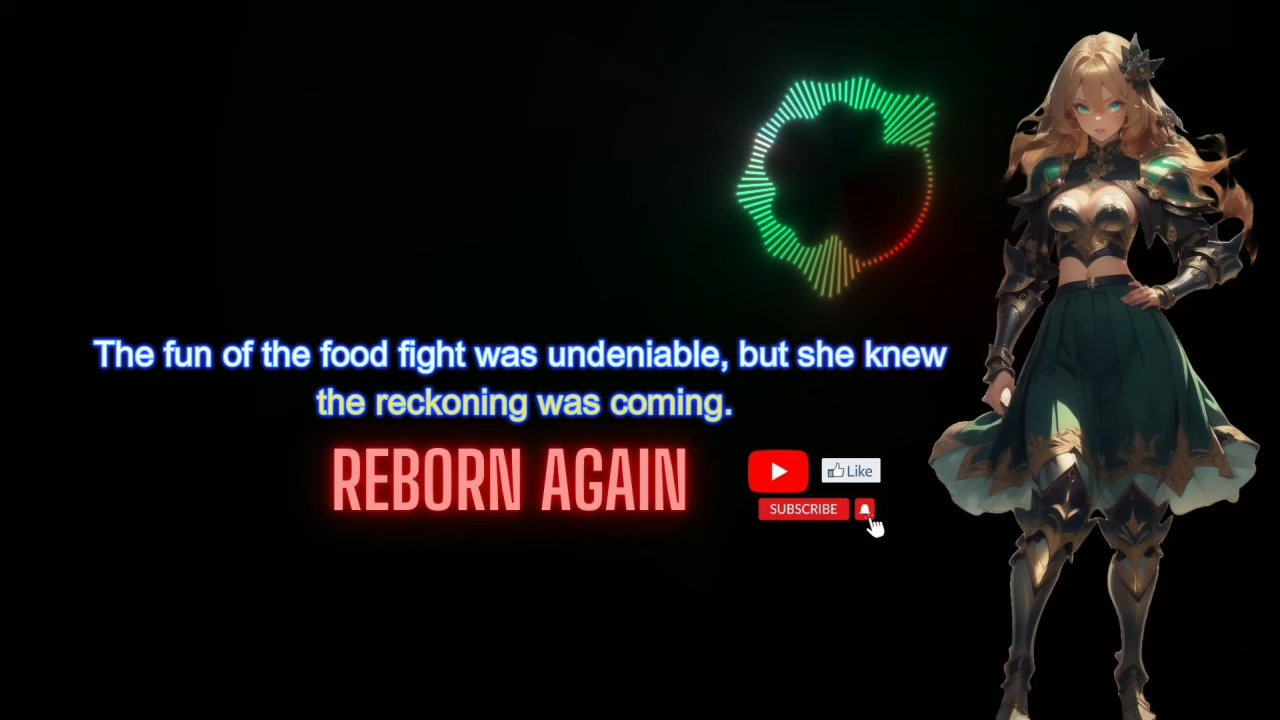 The fun of the food fight was undeniable, but she knew
the reckoning was coming.
REBORN AGAIN
Like
SUBSCRIBE